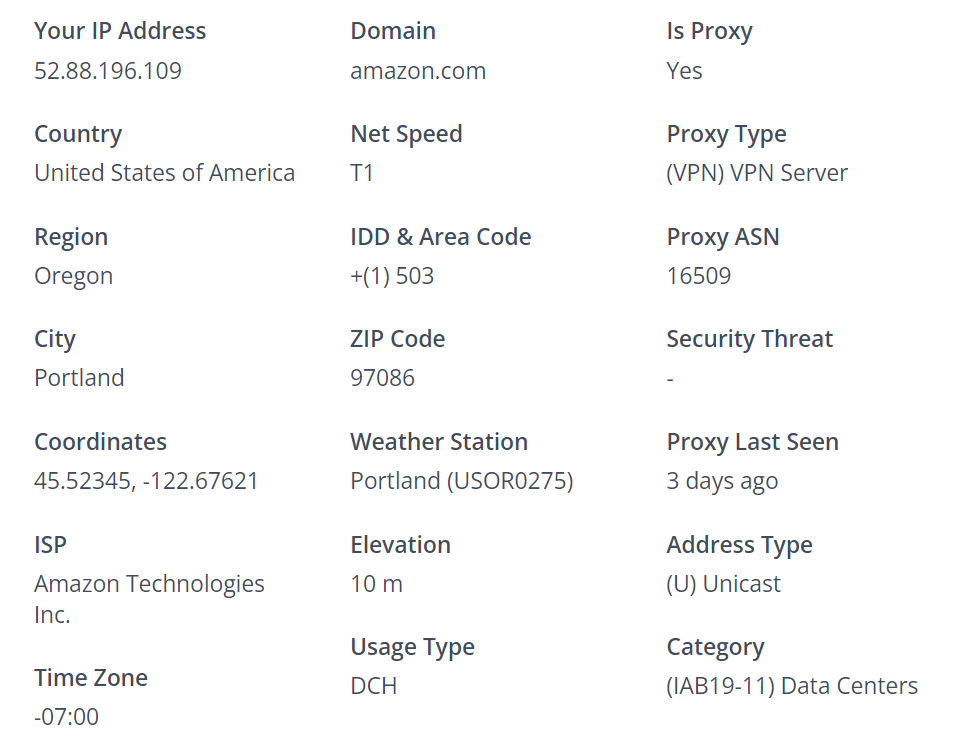 Your IP Address
52.88.196.109
Country
United States of America
Region
Oregon
City
Portland
Coordinates
45.52345, -122.67621
ISP
Amazon Technologies
Inc.
Time Zone
-07:00
Domain
amazon.com
Net Speed
T1
IDD & Area Code
+(1) 503
ZIP Code
97086
Weather Station
Portland (USOR0275)
Elevation
10 m
Usage Type
DCH
Is Proxy
Yes
Proxy Type
(VPN) VPN Server
Proxy ASN
16509
Security Threat
-
Proxy Last Seen
3 days ago
Address Type
(U) Unicast
Category
(IAB19-11) Data Centers